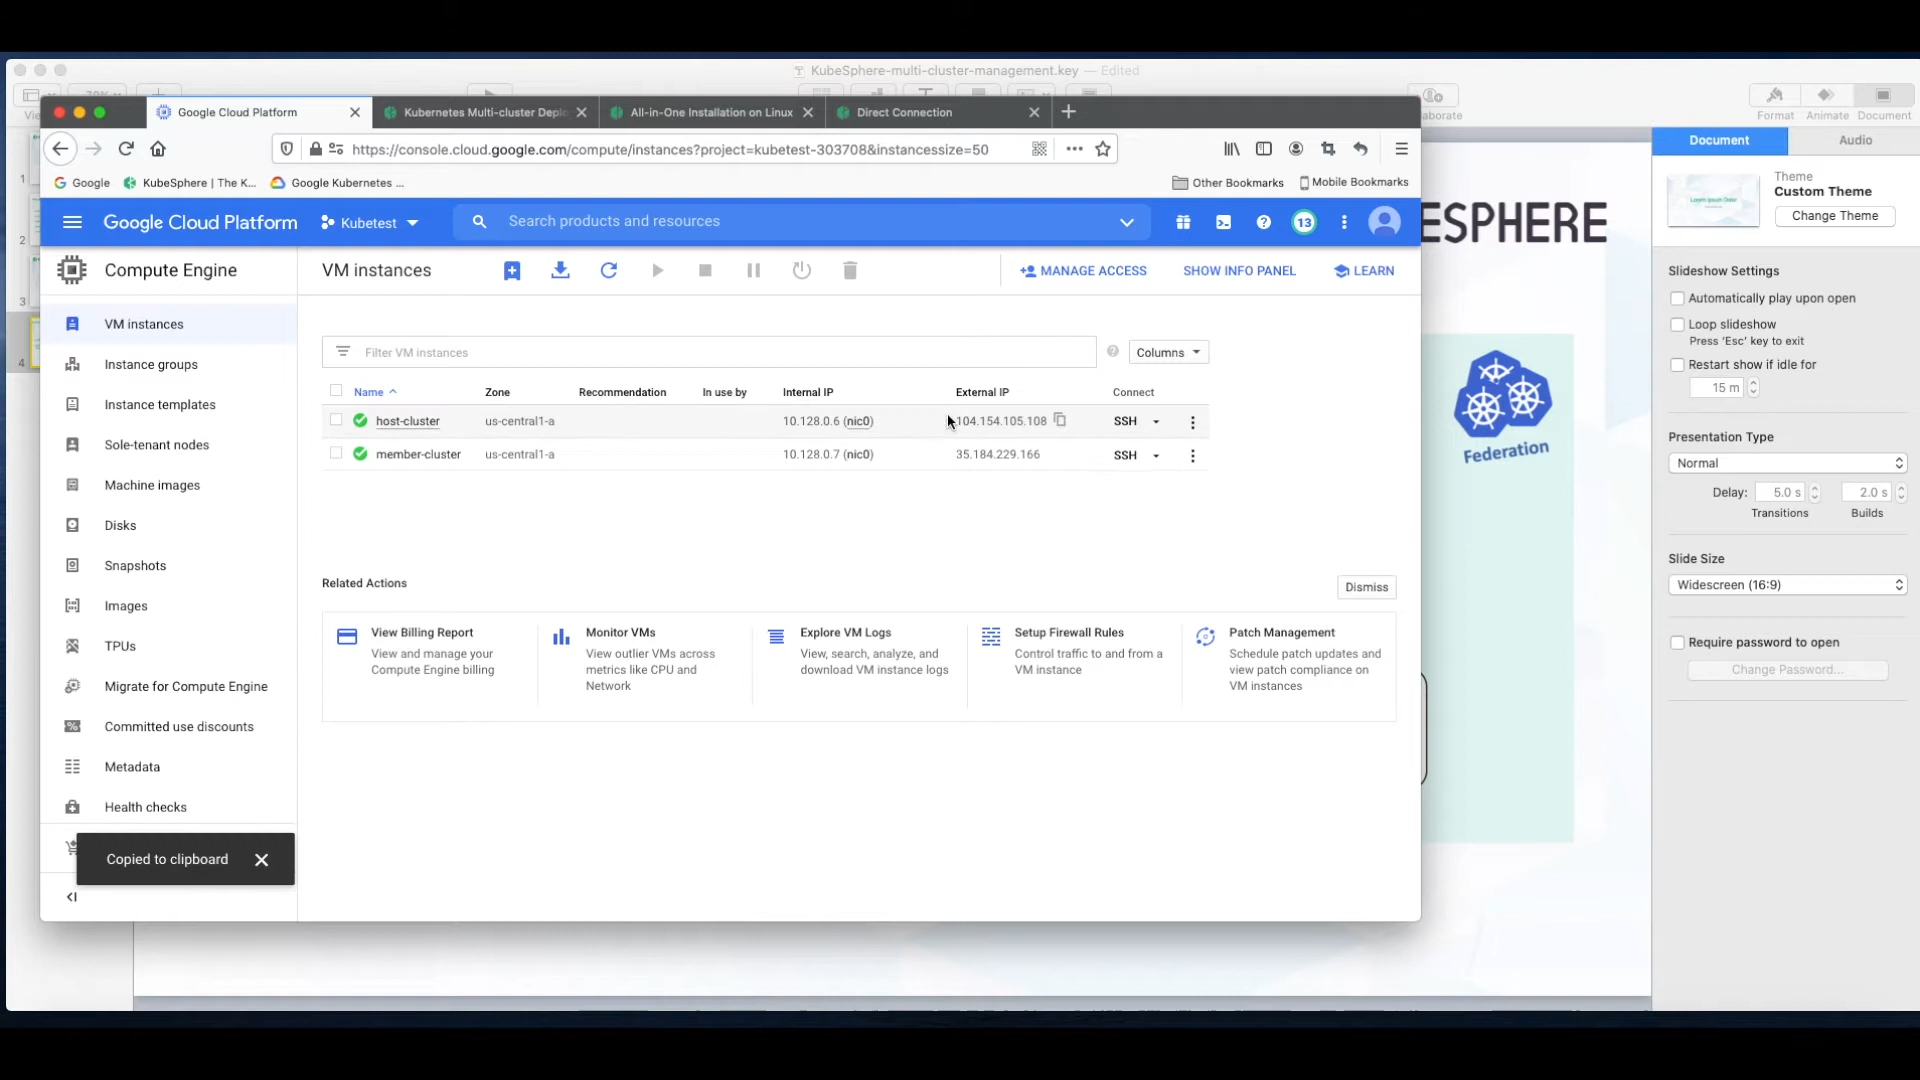 KubeSphere-multi-cluster-management.key — Edited
Google Cloud Platform
Kubernetes Multi-cluster Deplo
All-in-One Installation on Linux
Direct Connection
https://console.cloud.google.com/compute/instances?project=kubetest-303708&instancessize=50
Google
KubeSphere | The K...
Google Kubernetes ...
Other Bookmarks
Mobile Bookmarks
Google Cloud Platform
Kubetest
Search products and resources
13
Compute Engine
VM instances
MANAGE ACCESS
SHOW INFO PANEL
LEARN
VM instances
Instance groups
Instance templates
Sole-tenant nodes
Machine images
Disks
Snapshots
Images
TPUs
Migrate for Compute Engine
Committed use discounts
Metadata
Health checks
Copied to clipboard
Filter VM instances
Columns
Name Zone Recommendation In use by Internal IP External IP Connect
host-cluster us-central1-a 10.128.0.6 (nic0) 104.154.105.108 SSH
member-cluster us-central1-a 10.128.0.7 (nic0) 35.184.229.166 SSH
Related Actions
Dismiss
View Billing Report
View and manage your
Compute Engine billing
Monitor VMs
View outlier VMs across
metrics like CPU and
Network
Explore VM Logs
View, search, analyze, and
download VM instance logs
Setup Firewall Rules
Control traffic to and from a
VM instance
Patch Management
Schedule patch updates and
view patch compliance on
VM instances
1
2
3
4
ESPHERE
Federation
aborate
Format
Animate
Document
Document
Audio
Theme
Custom Theme
Change Theme
Slideshow Settings
Automatically play upon open
Loop slideshow
Press 'Esc' key to exit
Restart show if idle for
15 m
Presentation Type
Normal
Delay: 5.0 s 2.0 s
Transitions Builds
Slide Size
Widescreen (16:9)
Require password to open
Change Password...